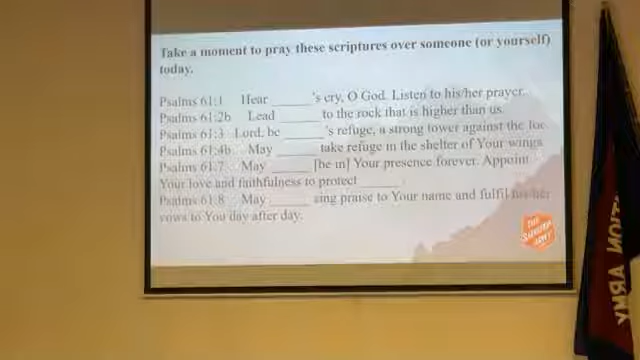 Take a moment to pray these scriptures over someone (or yourself)
today.
Psalms 61:1 Hear ______'s cry, O God. Listen to his/her prayer.
Psalms 61:2b Lead ______ to the rock that is higher than us.
Psalms 61:3 Lord, be ______'s refuge, a strong tower against the foe.
Psalms 61:4b May ______ take refuge in the shelter of Your wings.
Psalms 61:7 May ______ [be in] Your presence forever. Appoint
Your love and faithfulness to protect ______.
Psalms 61:8 May ______ sing praise to Your name and fulfil his/her
vows to You day after day.
THE
SALVATION
ARMY
TION ARMY